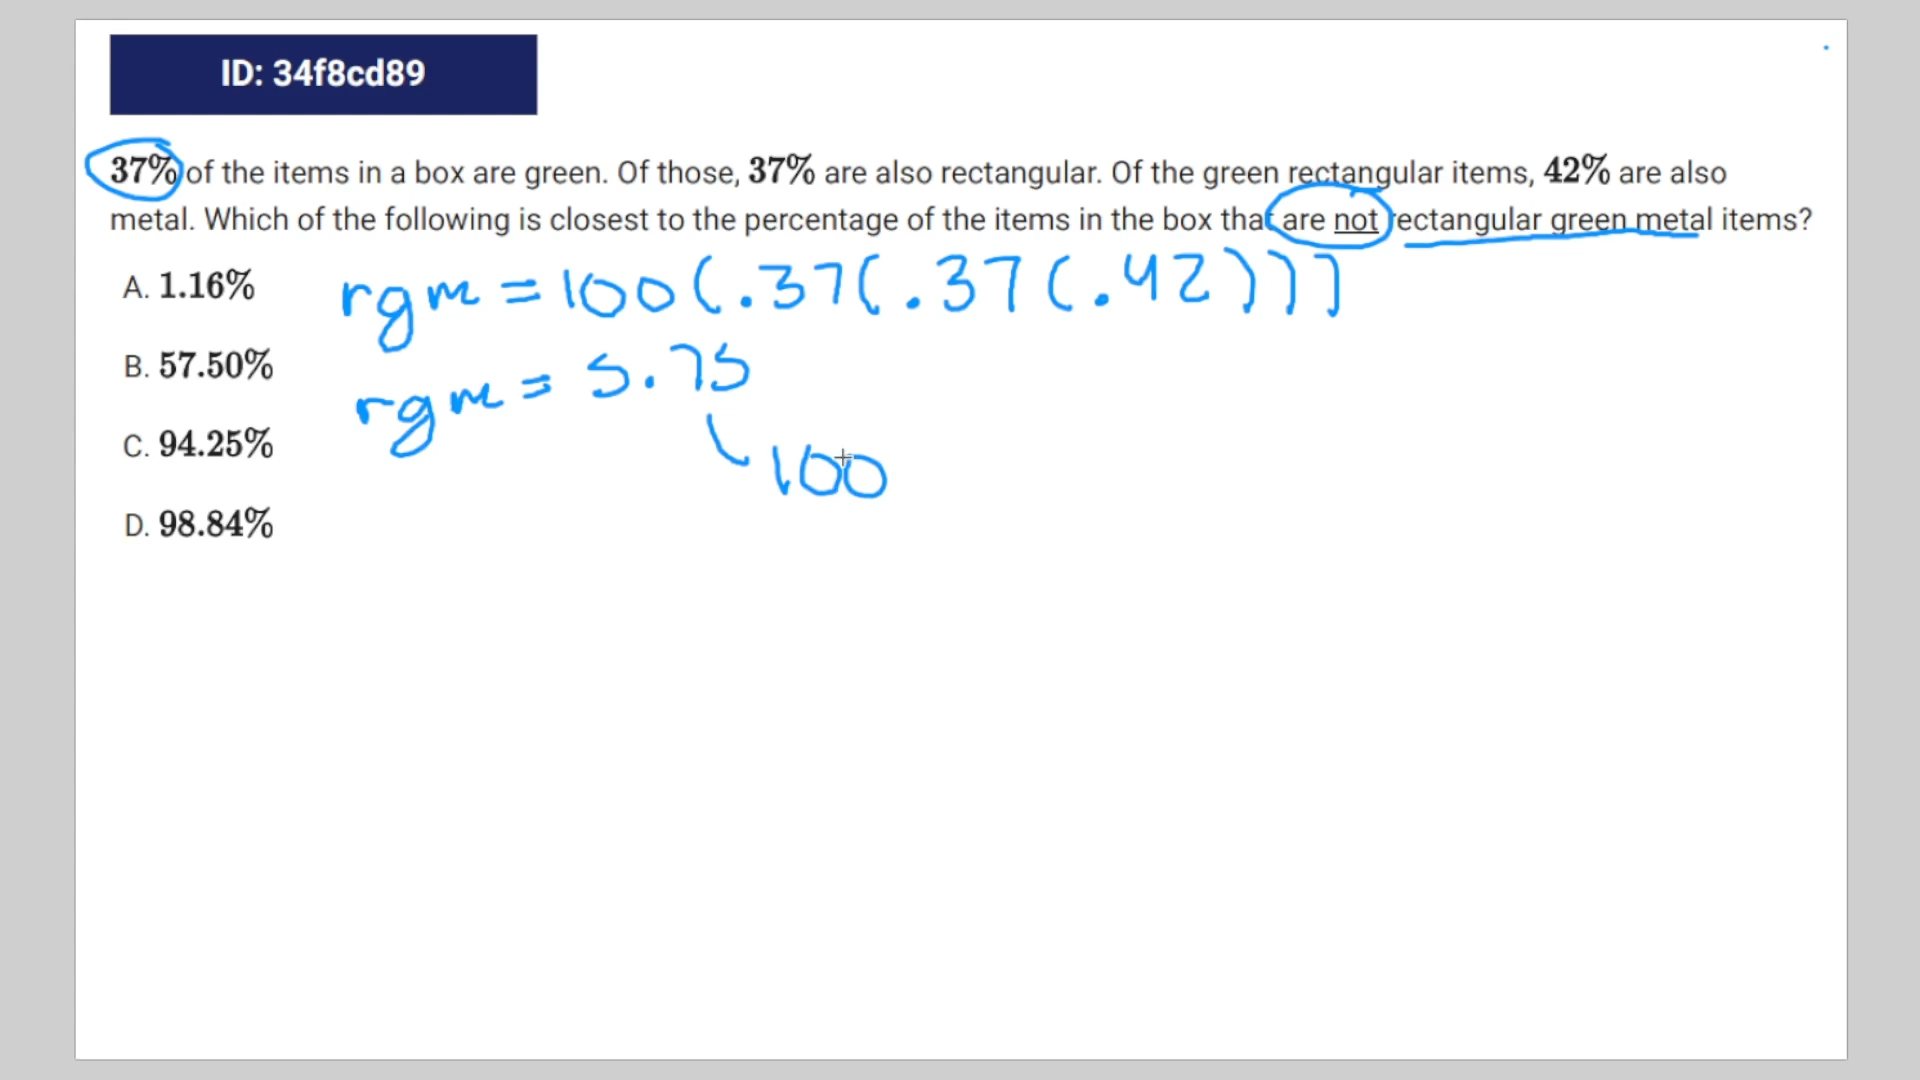 ID: 34f8cd89
37% of the items in a box are green. Of those, 37% are also rectangular. Of the green rectangular items, 42% are also
metal. Which of the following is closest to the percentage of the items in the box that are not rectangular green metal items?
A. 1.16%
rgm = 100(.37(.37(.42)))
B. 57.50%
rgm = 5.75
C. 94.25%
100
D. 98.84%